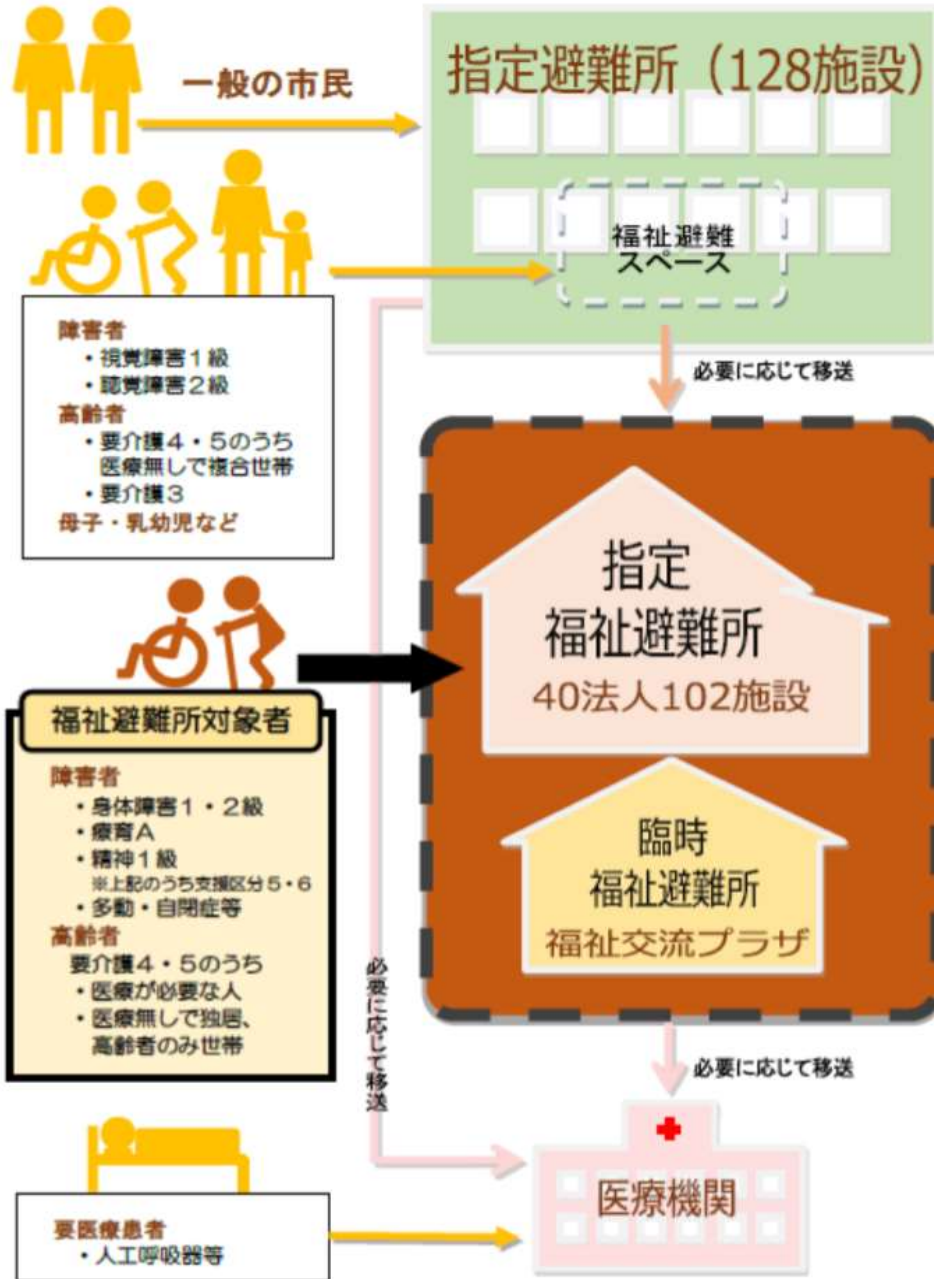 一般の市民
指定避難所（128施設）
福祉避難
スペース
障害者
・視覚障害1級
・聴覚障害2級
高齢者
・要介護4・5のうち
医療無しで複合世帯
・要介護3
母子・乳幼児など
必要に応じて移送
指定
福祉避難所
40法人102施設
臨時
福祉避難所
福祉交流プラザ
福祉避難所対象者
障害者
・身体障害1・2級
・療育A
・精神1級
※上記のうち支援区分5・6
・多動・自閉症等
高齢者
要介護4・5のうち
・医療が必要な人
・医療無しで独居、
高齢者のみ世帯
必要に応じて移送
必要に応じて移送
医療機関
要医療患者
・人工呼吸器等